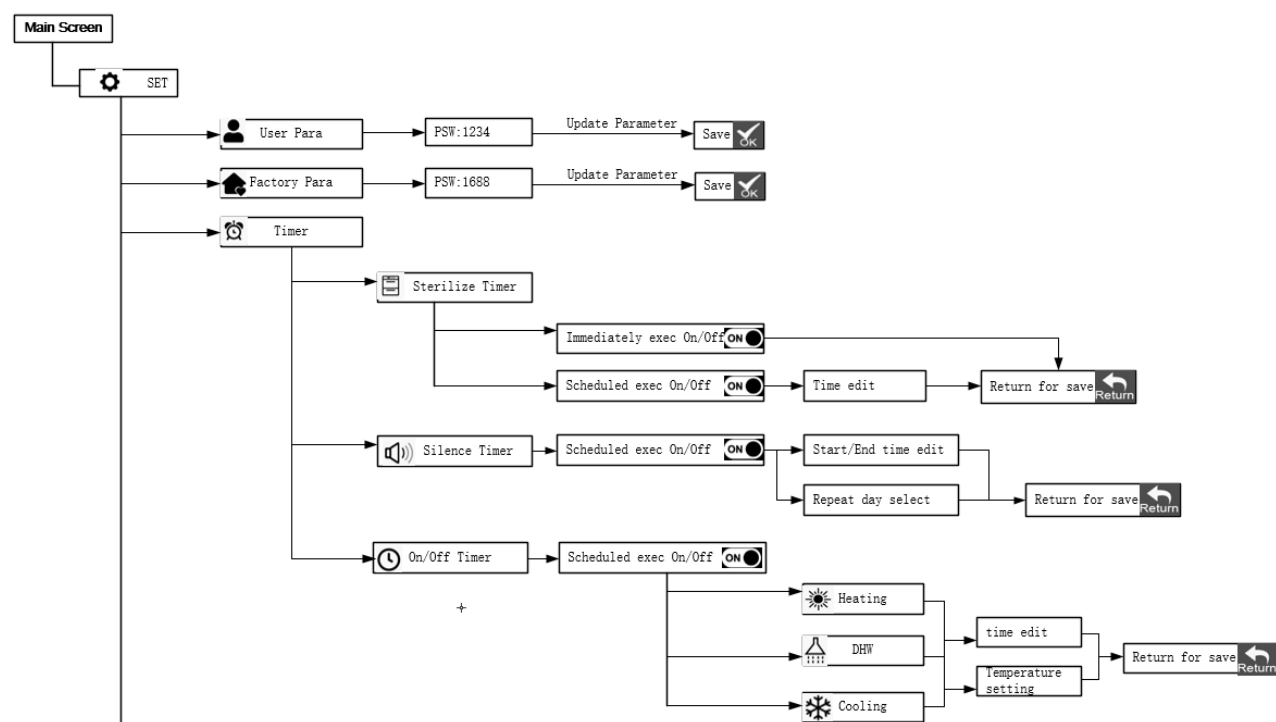 Main Screen
SET
User Para
PSW:1234
Update Parameter
Save
OK
Factory Para
PSW:1688
Update Parameter
Save
OK
Timer
Sterilize Timer
Immediately exec On/Off
ON
Scheduled exec On/Off
ON
Time edit
Return for save
Return
Silence Timer
Scheduled exec On/Off
ON
Start/End time edit
Repeat day select
Return for save
Return
On/Off Timer
Scheduled exec On/Off
ON
Heating
DHW
Cooling
time edit
Temperature
setting
Return for save
Return